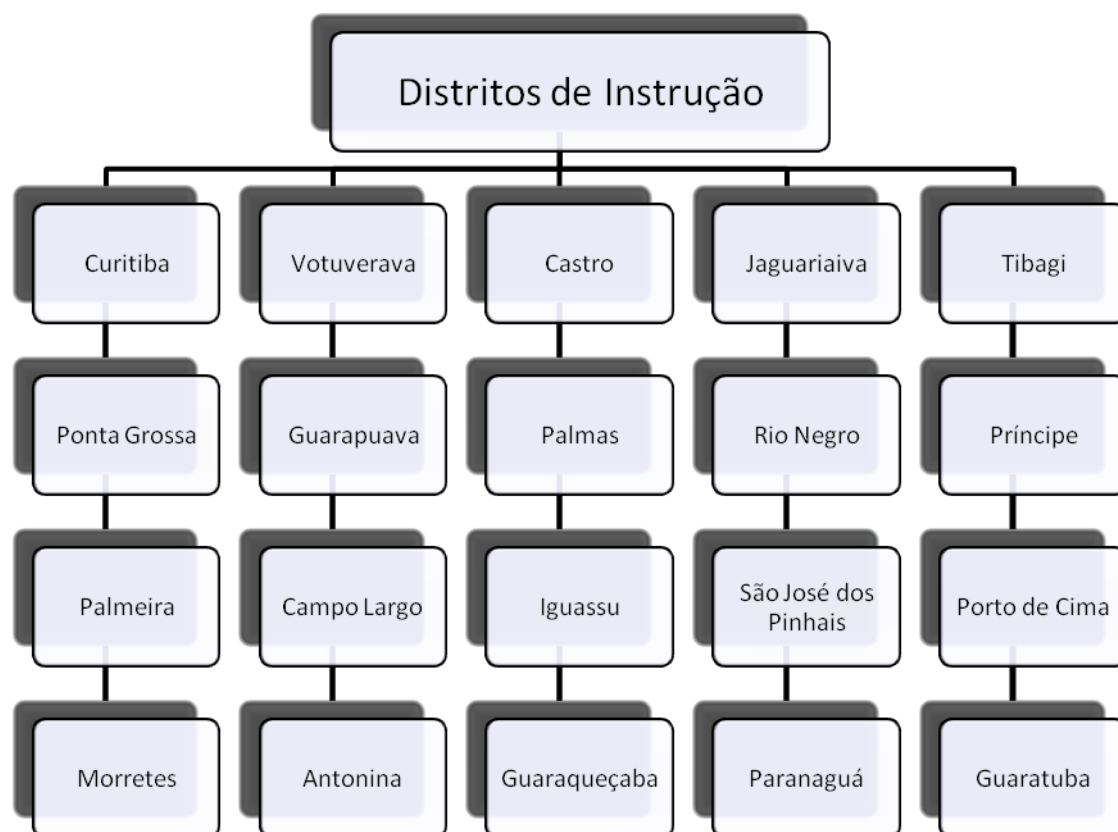 Distritos de Instrução
Curitiba
Votuverava
Castro
Jaguariaiva
Tibagi
Ponta Grossa
Guarapuava
Palmas
Rio Negro
Príncipe
Palmeira
Campo Largo
Iguassu
São José dos
Pinhais
Porto de Cima
Morretes
Antonina
Guaraqueçaba
Paranaguá
Guaratuba